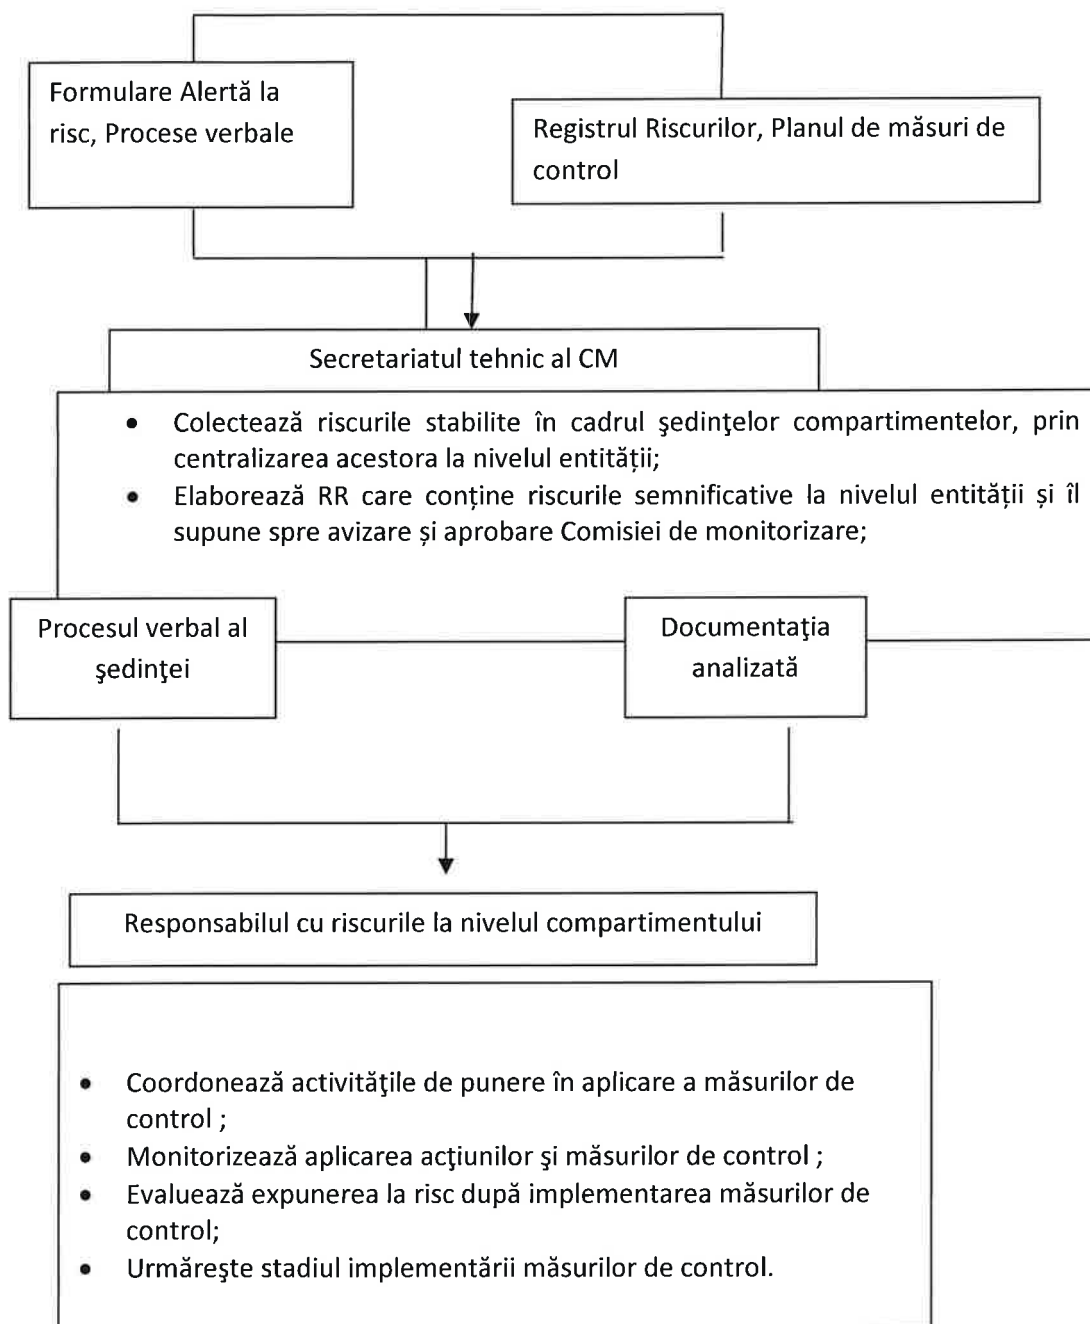 Formulare Alertă la
risc, Procese verbale
Registrul Riscurilor, Planul de măsuri de
control
Secretariatul tehnic al CM
• Colectează riscurile stabilite în cadrul şedinţelor compartimentelor, prin
centralizarea acestora la nivelul entității;
• Elaborează RR care conține riscurile semnificative la nivelul entității și îl
supune spre avizare și aprobare Comisiei de monitorizare;
Procesul verbal al
şedinţei
Documentaţia
analizată
Responsabilul cu riscurile la nivelul compartimentului
• Coordonează activităţile de punere în aplicare a măsurilor de
control ;
• Monitorizează aplicarea acţiunilor şi măsurilor de control ;
• Evaluează expunerea la risc după implementarea măsurilor de
control;
• Urmăreşte stadiul implementării măsurilor de control.